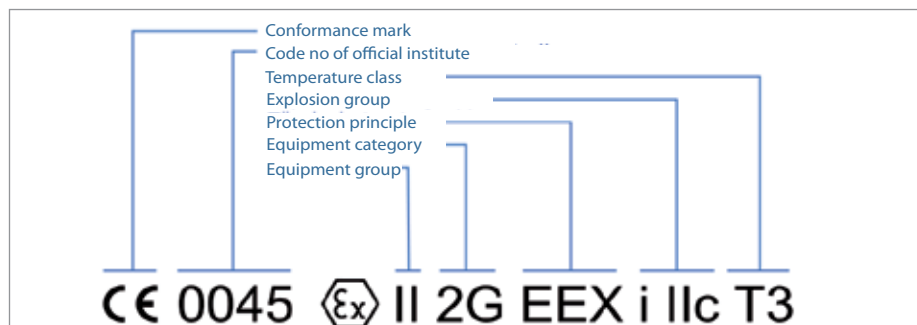 Conformance mark
Code no of official institute
Temperature class
Explosion group
Protection principle
Equipment category
Equipment group
CE 0045 Ex II 2G EEX i IIc T3